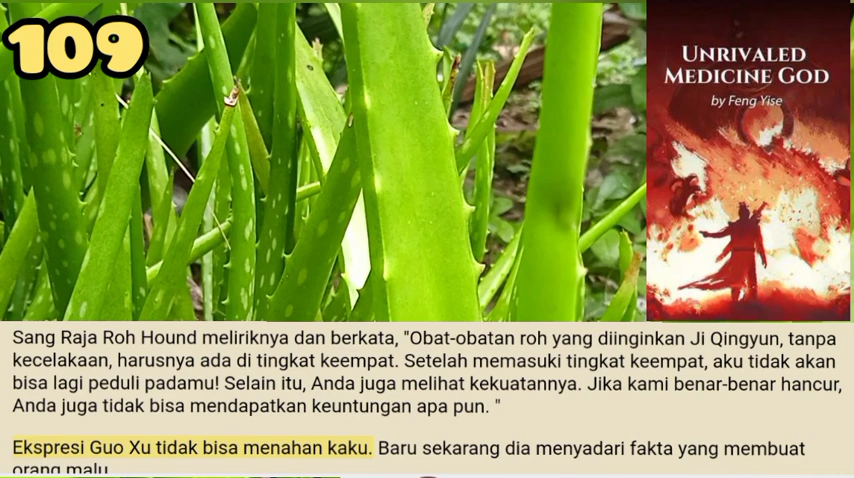 109
UNRIVALED
MEDICINE GOD
by Feng Yise
Sang Raja Roh Hound meliriknya dan berkata, "Obat-obatan roh yang diinginkan Ji Qingyun, tanpa
kecelakaan, harusnya ada di tingkat keempat. Setelah memasuki tingkat keempat, aku tidak akan
bisa lagi peduli padamu! Selain itu, Anda juga melihat kekuatannya. Jika kami benar-benar hancur,
Anda juga tidak bisa mendapatkan keuntungan apa pun. "
Ekspresi Guo Xu tidak bisa menahan kaku. Baru sekarang dia menyadari fakta yang membuat
orang malu